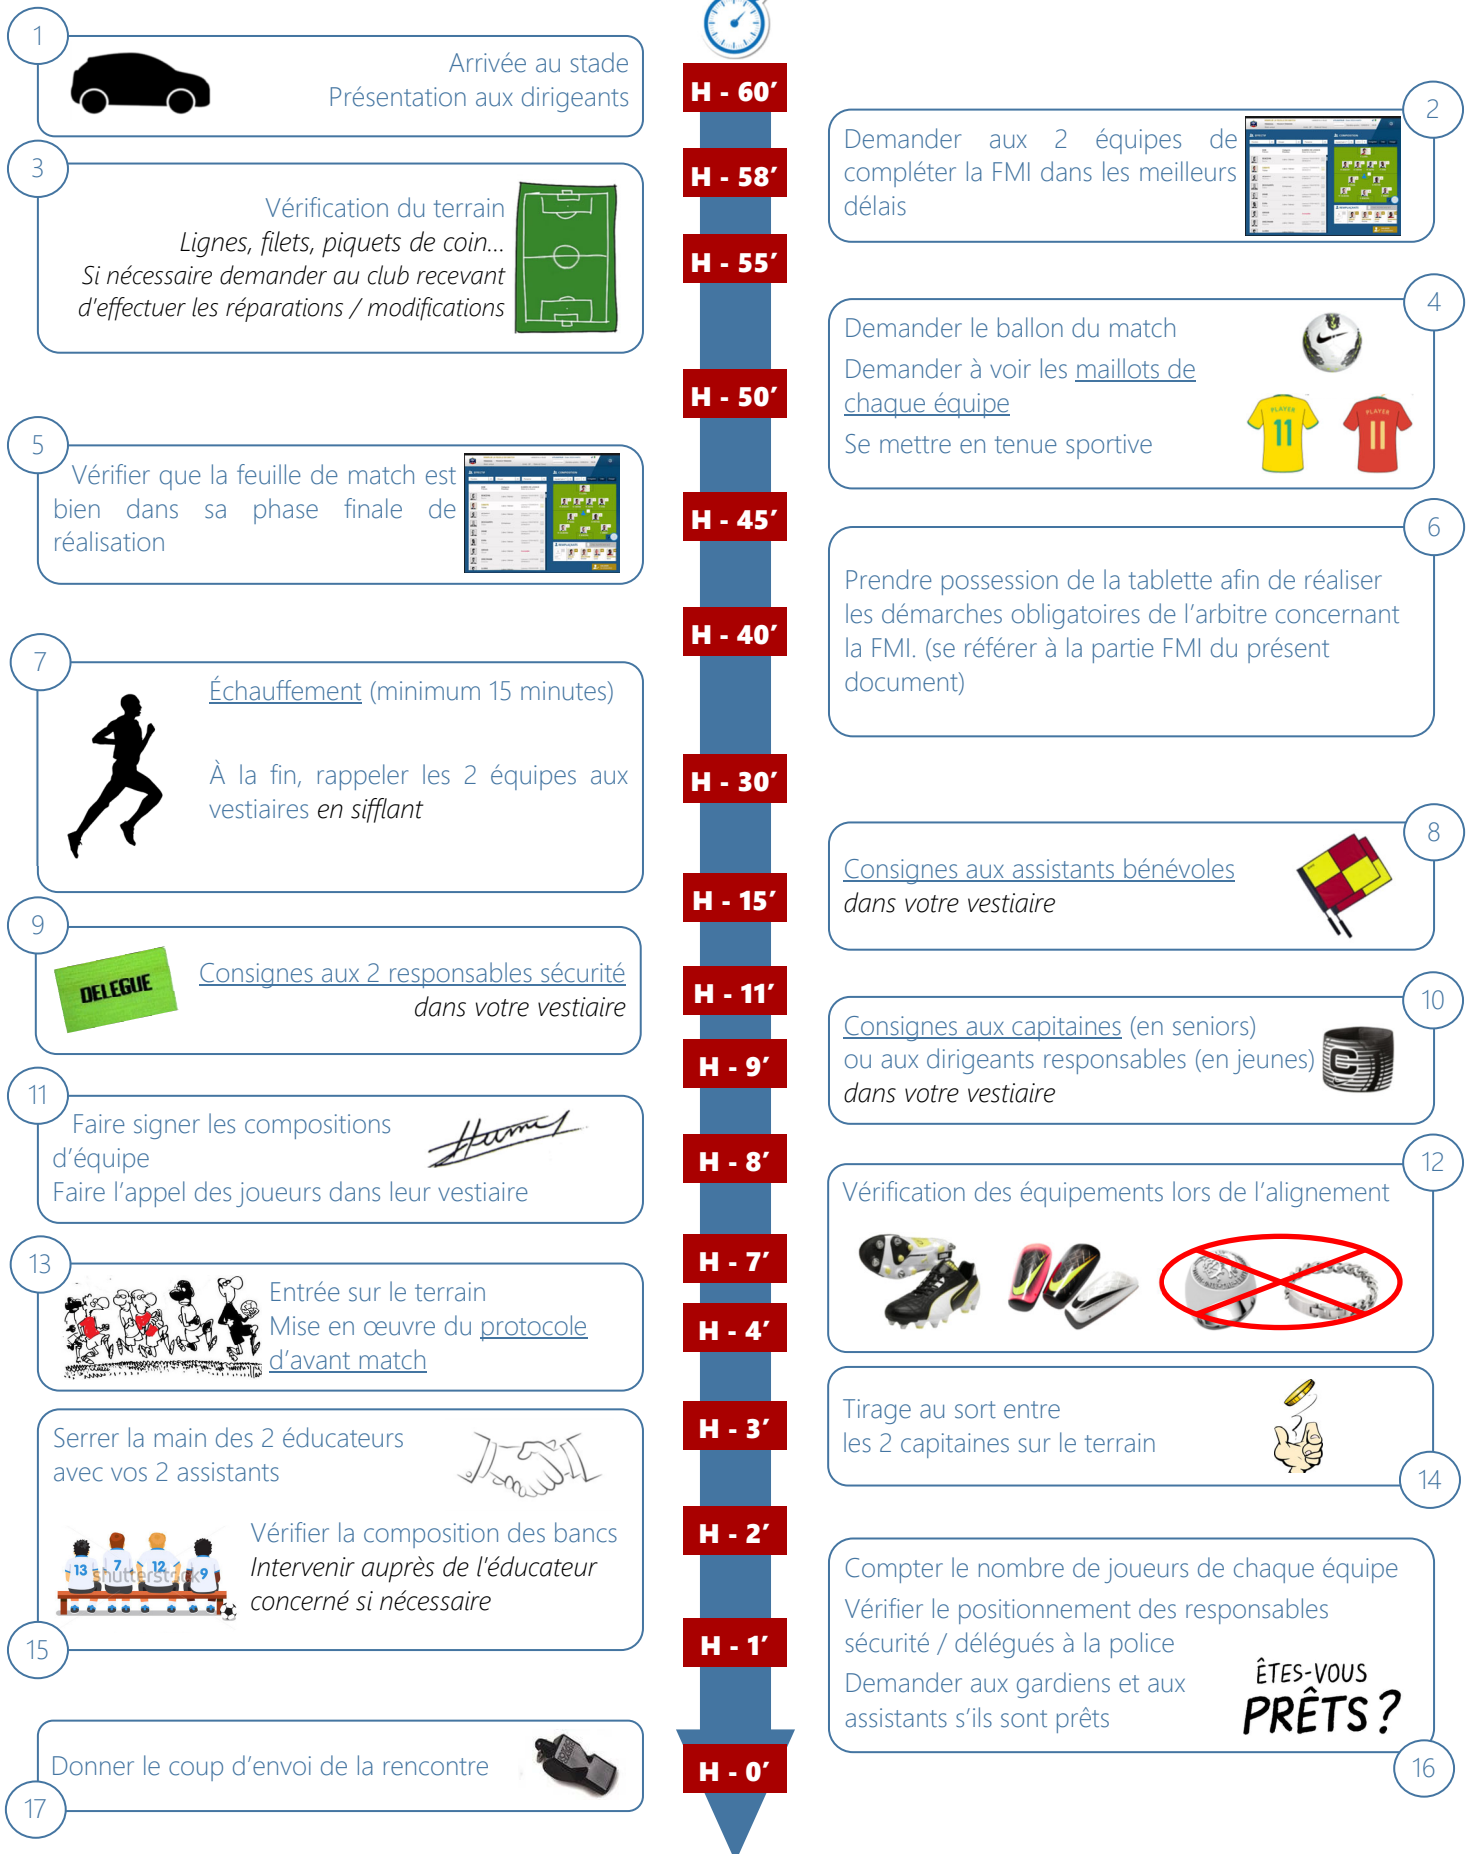 1
Arrivée au stade
Présentation aux dirigeants
H - 60’
2
Demander aux 2 équipes de
compléter la FMI dans les meilleurs
délais
H - 58’
3
Vérification du terrain
Lignes, filets, piquets de coin...
Si nécessaire demander au club recevant
d'effectuer les réparations / modifications
H - 55’
4
Demander le ballon du match
Demander à voir les maillots de
chaque équipe
Se mettre en tenue sportive
PLAYER
11
PLAYER
11
H - 50’
5
Vérifier que la feuille de match est
bien dans sa phase finale de
réalisation
H - 45’
6
Prendre possession de la tablette afin de réaliser
les démarches obligatoires de l’arbitre concernant
la FMI. (se référer à la partie FMI du présent
document)
H - 40’
7
Échauffement (minimum 15 minutes)
À la fin, rappeler les 2 équipes aux
vestiaires en sifflant
H - 30’
8
Consignes aux assistants bénévoles
dans votre vestiaire
H - 15’
9
DELEGUE
Consignes aux 2 responsables sécurité
dans votre vestiaire
H - 11’
10
Consignes aux capitaines (en seniors)
ou aux dirigeants responsables (en jeunes)
dans votre vestiaire
C
H - 9’
11
Faire signer les compositions
d’équipe
Faire l’appel des joueurs dans leur vestiaire
H - 8’
12
Vérification des équipements lors de l’alignement
H - 7’
13
Entrée sur le terrain
Mise en œuvre du protocole
d’avant match
H - 4’
Tirage au sort entre
les 2 capitaines sur le terrain
14
H - 3’
Serrer la main des 2 éducateurs
avec vos 2 assistants
Vérifier la composition des bancs
Intervenir auprès de l’éducateur
concerné si nécessaire
13 7 12 9
shutterstock
15
H - 2’
Compter le nombre de joueurs de chaque équipe
Vérifier le positionnement des responsables
sécurité / délégués à la police
Demander aux gardiens et aux
assistants s’ils sont prêts
ÊTES-VOUS
PRÊTS ?
16
H - 1’
Donner le coup d’envoi de la rencontre
17
H - 0’